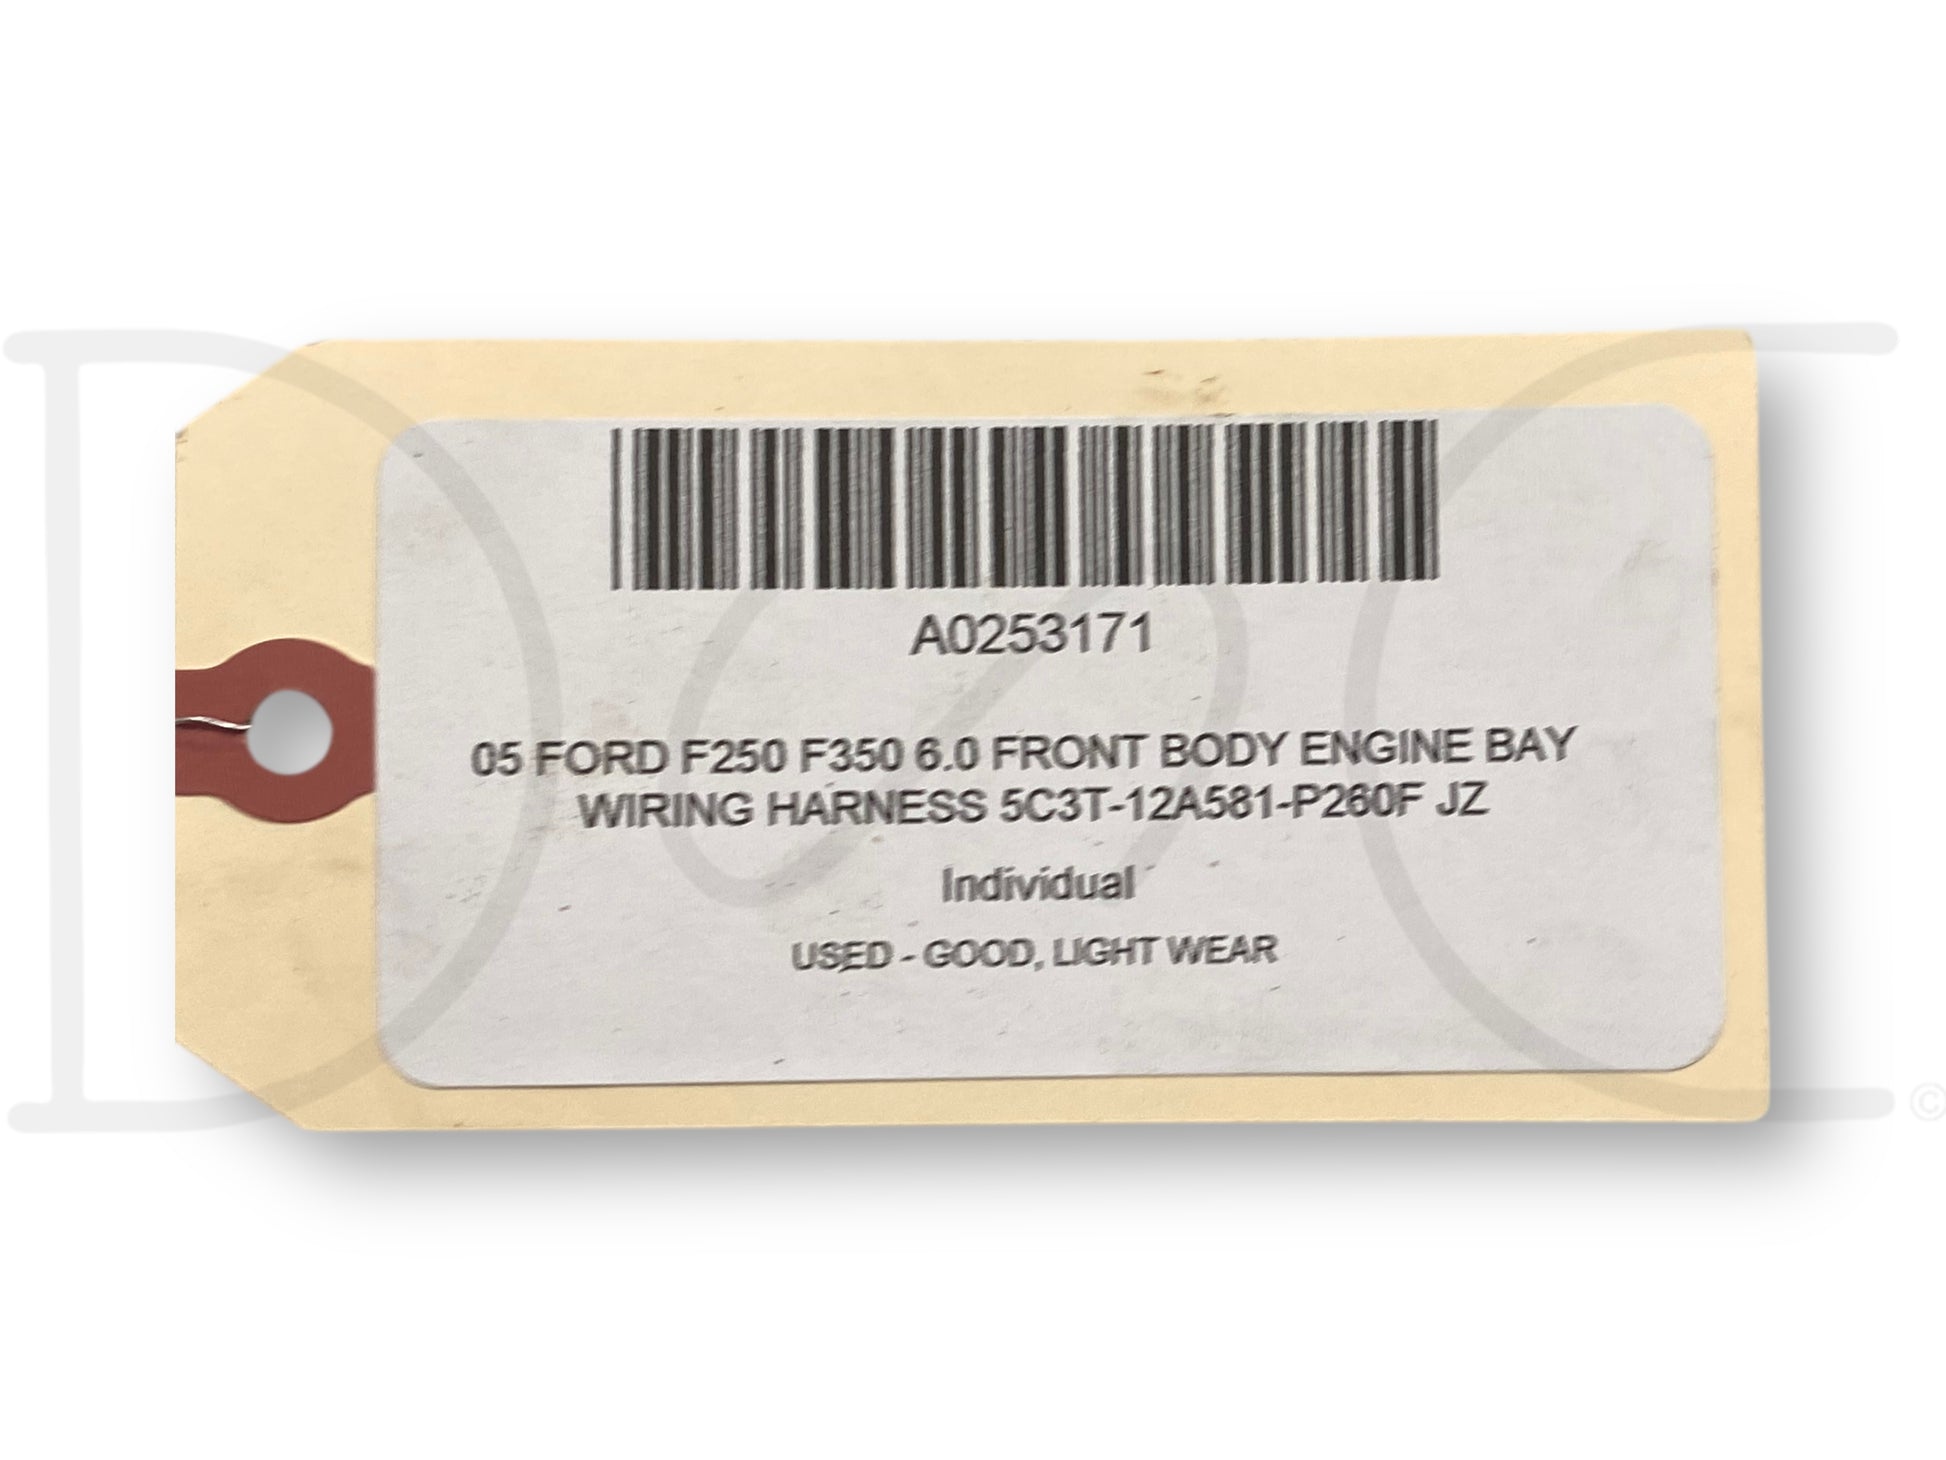 A0253171
05 FORD F250 F350 6.0 FRONT BODY ENGINE BAY
WIRING HARNESS 5C3T-12A581-P260F JZ
Individual
USED - GOOD, LIGHT WEAR
©